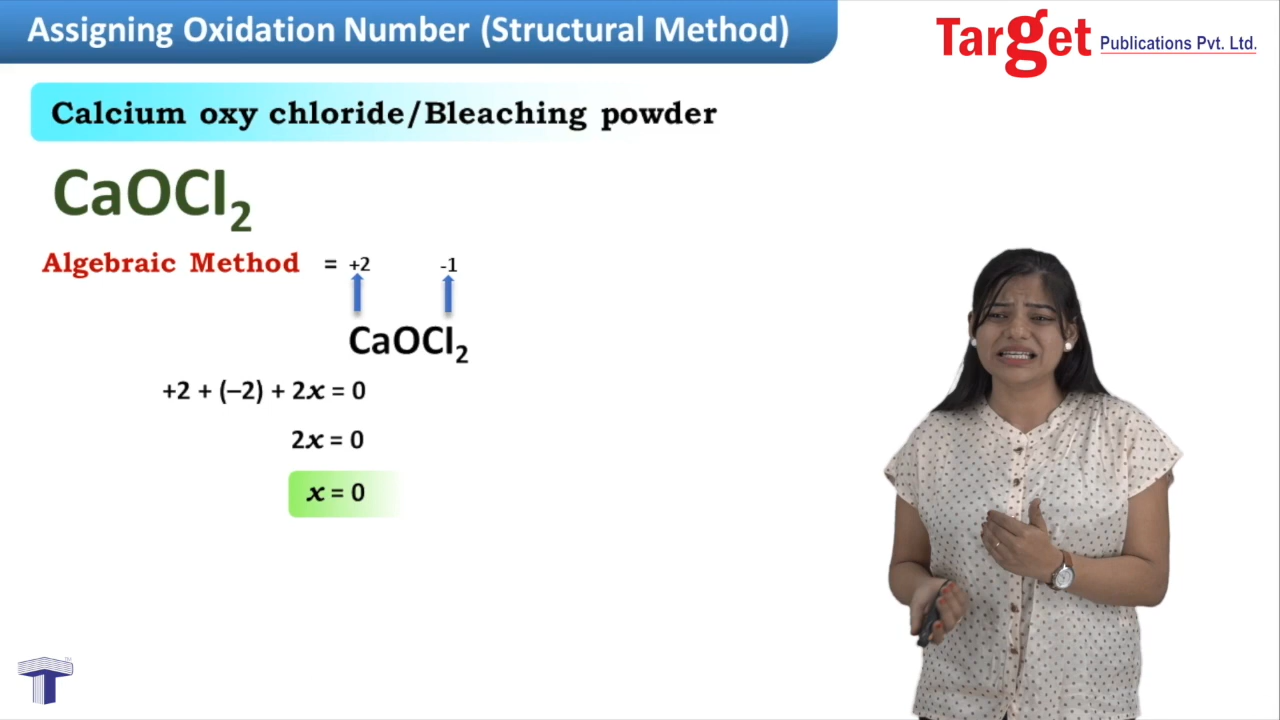 Assigning Oxidation Number (Structural Method)
Target Publications Pvt. Ltd.
Calcium oxy chloride/Bleaching powder
CaOCl₂
Algebraic Method = +2 -1
CaOCl₂
+2 + (–2) + 2x = 0
2x = 0
x = 0